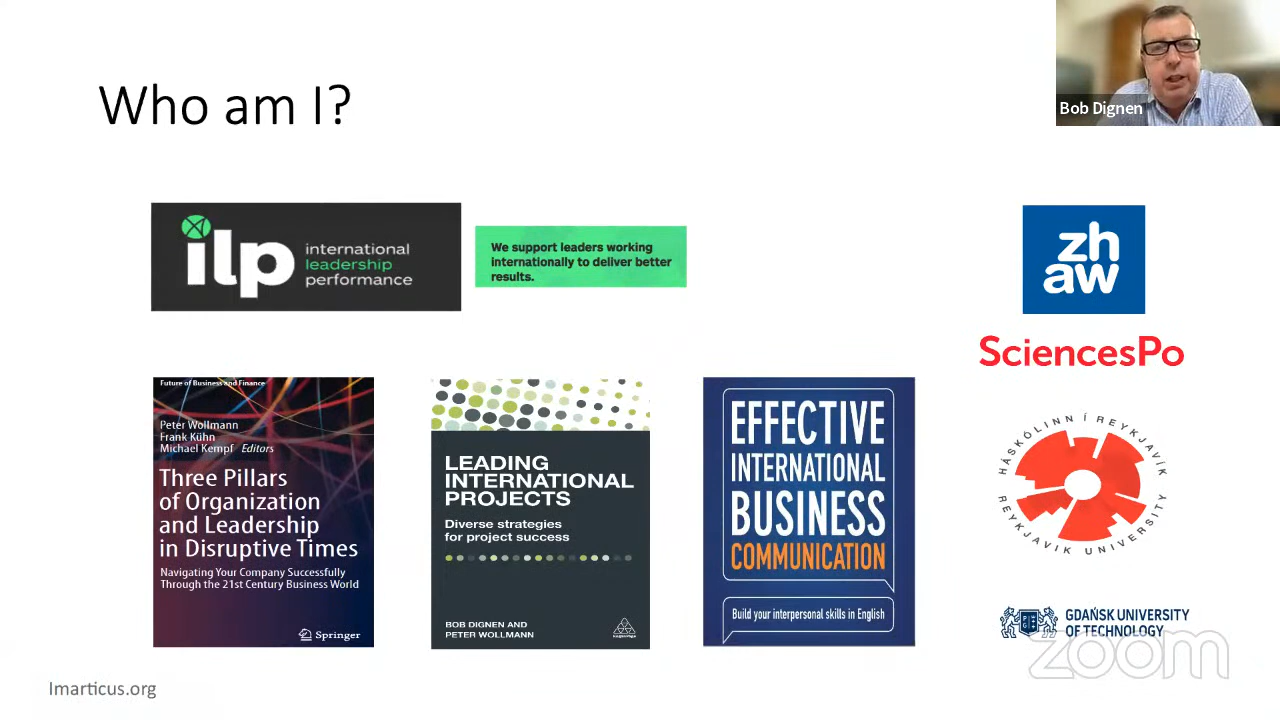 Who am I?
Bob Dignen
ilp
international
leadership
performance
We support leaders working
internationally to deliver better
results.
zh
aw
SciencesPo
Future of Business and Finance
Peter Wollmann
Frank Kühn
Michael Kempf Editors
Three Pillars
of Organization
and Leadership
in Disruptive Times
Navigating Your Company Successfully
Through the 21st Century Business World
Springer
LEADING
INTERNATIONAL
PROJECTS
Diverse strategies
for project success
BOB DIGNEN AND
PETER WOLLMANN
EFFECTIVE
INTERNATIONAL
BUSINESS
COMMUNICATION
Build your interpersonal skills in English
HÁSKÓLINN Í REYKJAVÍK
REYKJAVIK UNIVERSITY
GDAŃSK UNIVERSITY
OF TECHNOLOGY
zoom
Imarticus.org